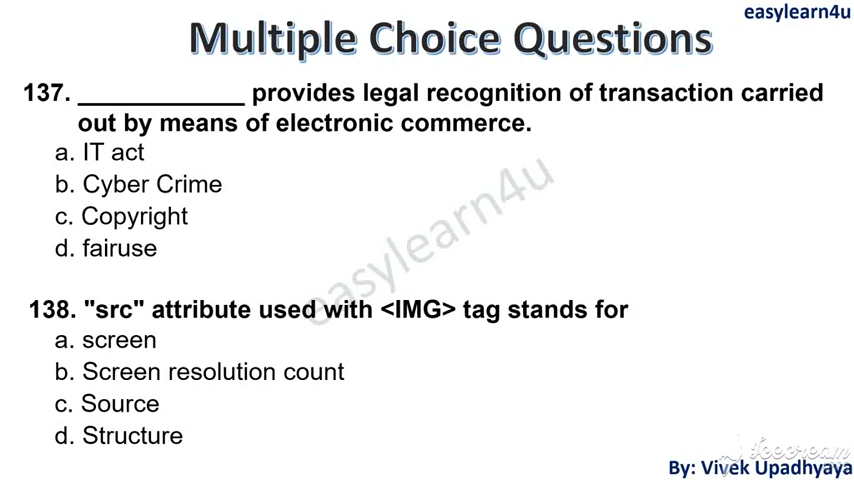 easylearn4u
Multiple Choice Questions
137. ____________ provides legal recognition of transaction carried
out by means of electronic commerce.
a. IT act
b. Cyber Crime
c. Copyright
d. fairuse
easylearn4u
138. "src" attribute used with <IMG> tag stands for
a. screen
b. Screen resolution count
c. Source
d. Structure
Icecream
By: Vivek Upadhyaya